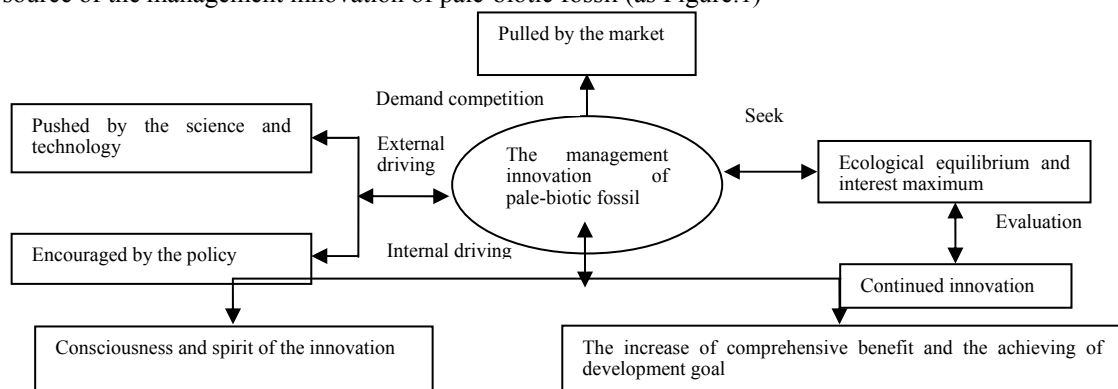 source of the management innovation of pale-biotic fossil (as Figure.1)
Pulled by the market
Demand competition
Seek
Pushed by the science and
technology
External
driving
The management
innovation of
pale-biotic fossil
Ecological equilibrium and
interest maximum
Evaluation
Encouraged by the policy
Internal driving
Continued innovation
Consciousness and spirit of the innovation
The increase of comprehensive benefit and the achieving of
development goal